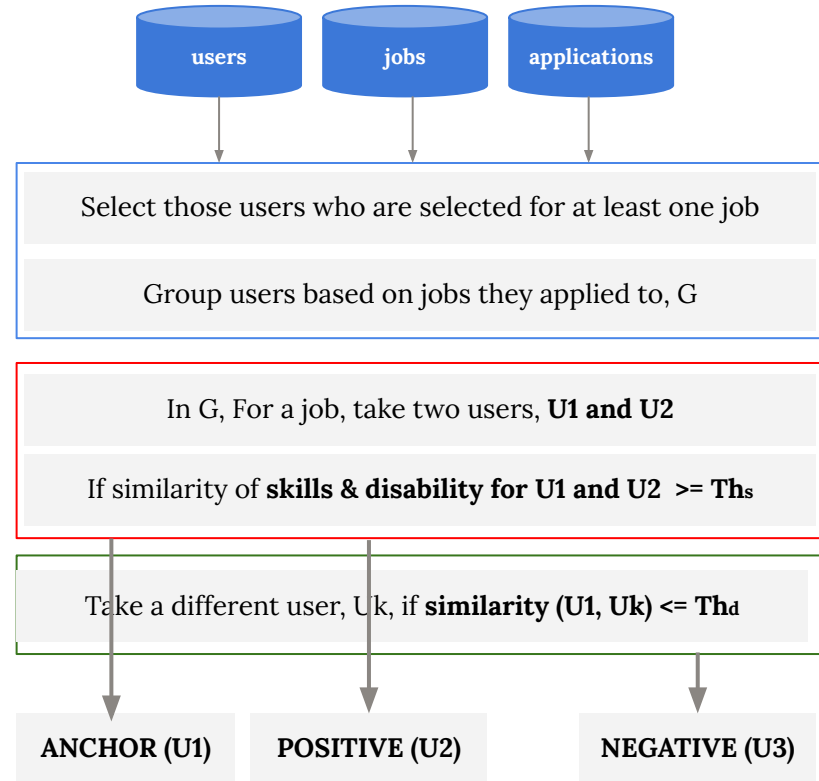 users jobs applications
Select those users who are selected for at least one job
Group users based on jobs they applied to, G
In G, For a job, take two users, U1 and U2
If similarity of skills & disability for U1 and U2 >= Ths
Take a different user, Uk, if similarity (U1, Uk) <= Thd
ANCHOR (U1) POSITIVE (U2) NEGATIVE (U3)